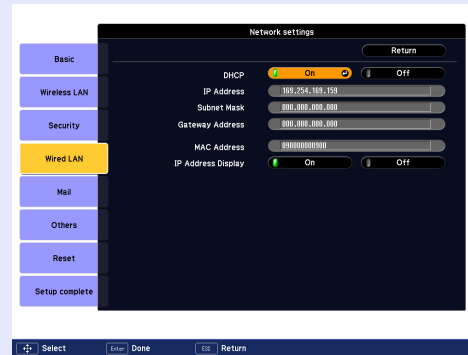 Network settings
Return
Basic
Wireless LAN
Security
Wired LAN
Mail
Others
Reset
Setup complete
DHCP On Off
IP Address 169.254.169.159
Subnet Mask 000.000.000.000
Gateway Address 000.000.000.000
MAC Address 090000000900
IP Address Display On Off
Select Enter Done ESC Return